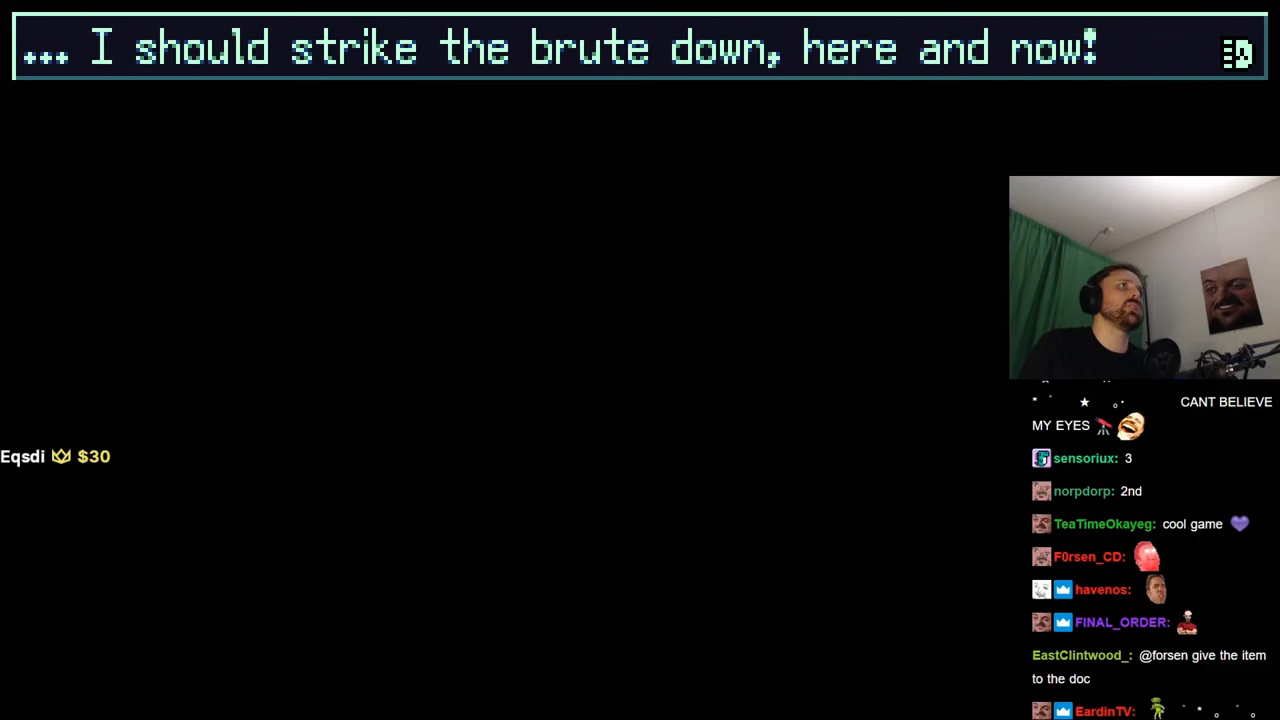 ... I should strike the brute down, here and now!
CANT BELIEVE
MY EYES
Eqsdi $30
sensoriux: 3
norpdorp: 2nd
TeaTimeOkayeg: cool game
F0rsen_CD:
havenos:
FINAL_ORDER:
EastClintwood_: @forsen give the item
to the doc
EardinTV: